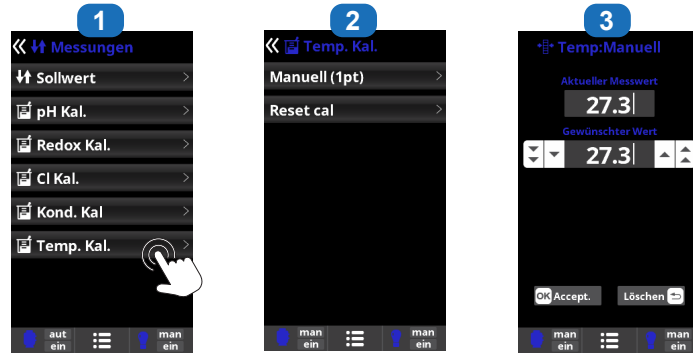 1
Messungen
Sollwert
pH Kal.
Redox Kal.
Cl Kal.
Kond. Kal
Temp. Kal.
aut
ein
man
ein
2
Temp. Kal.
Manuell (1pt)
Reset cal
man
ein
man
ein
3
Temp:Manuell
Aktueller Messwert
27.3
Gewünschter Wert
27.3
OK Accept.
Löschen
man
ein
man
ein